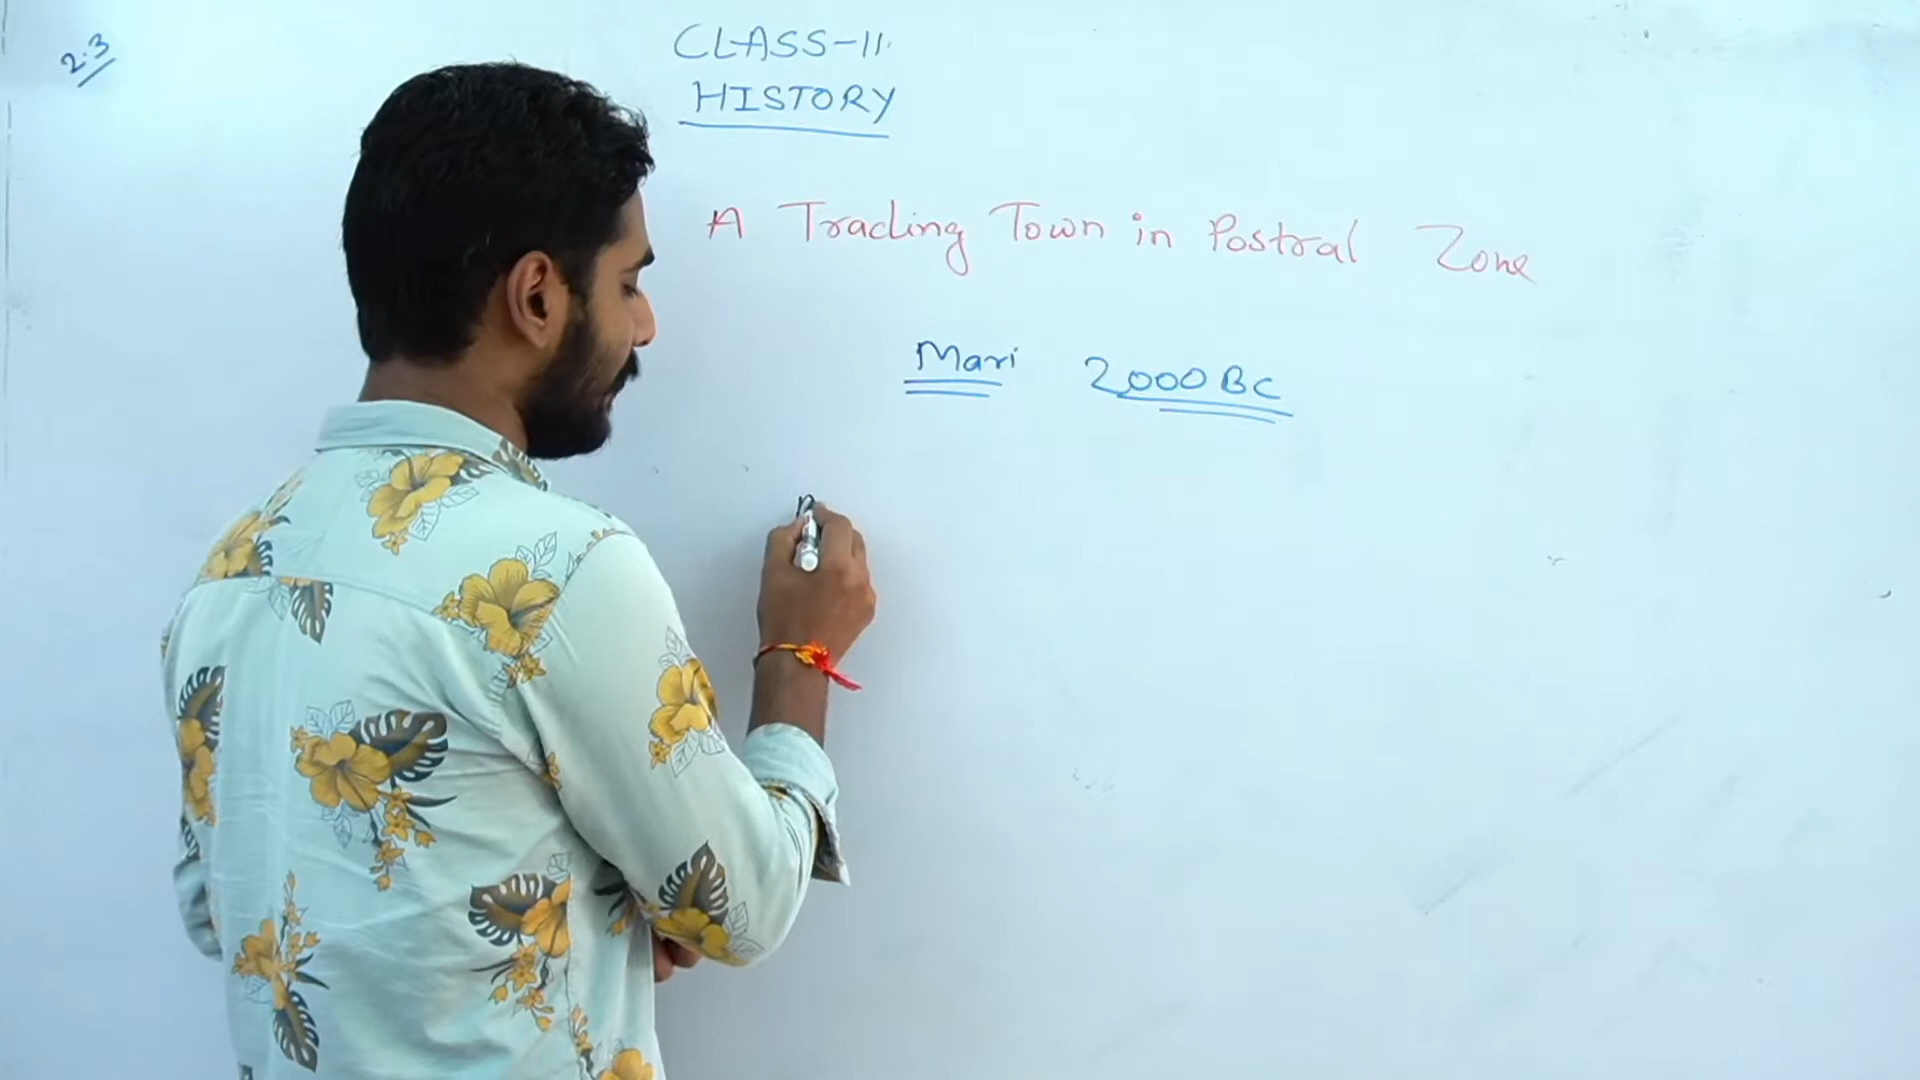 2.3
CLASS-11
HISTORY
A Trading Town in Postral Zone
Mari 2000 BC